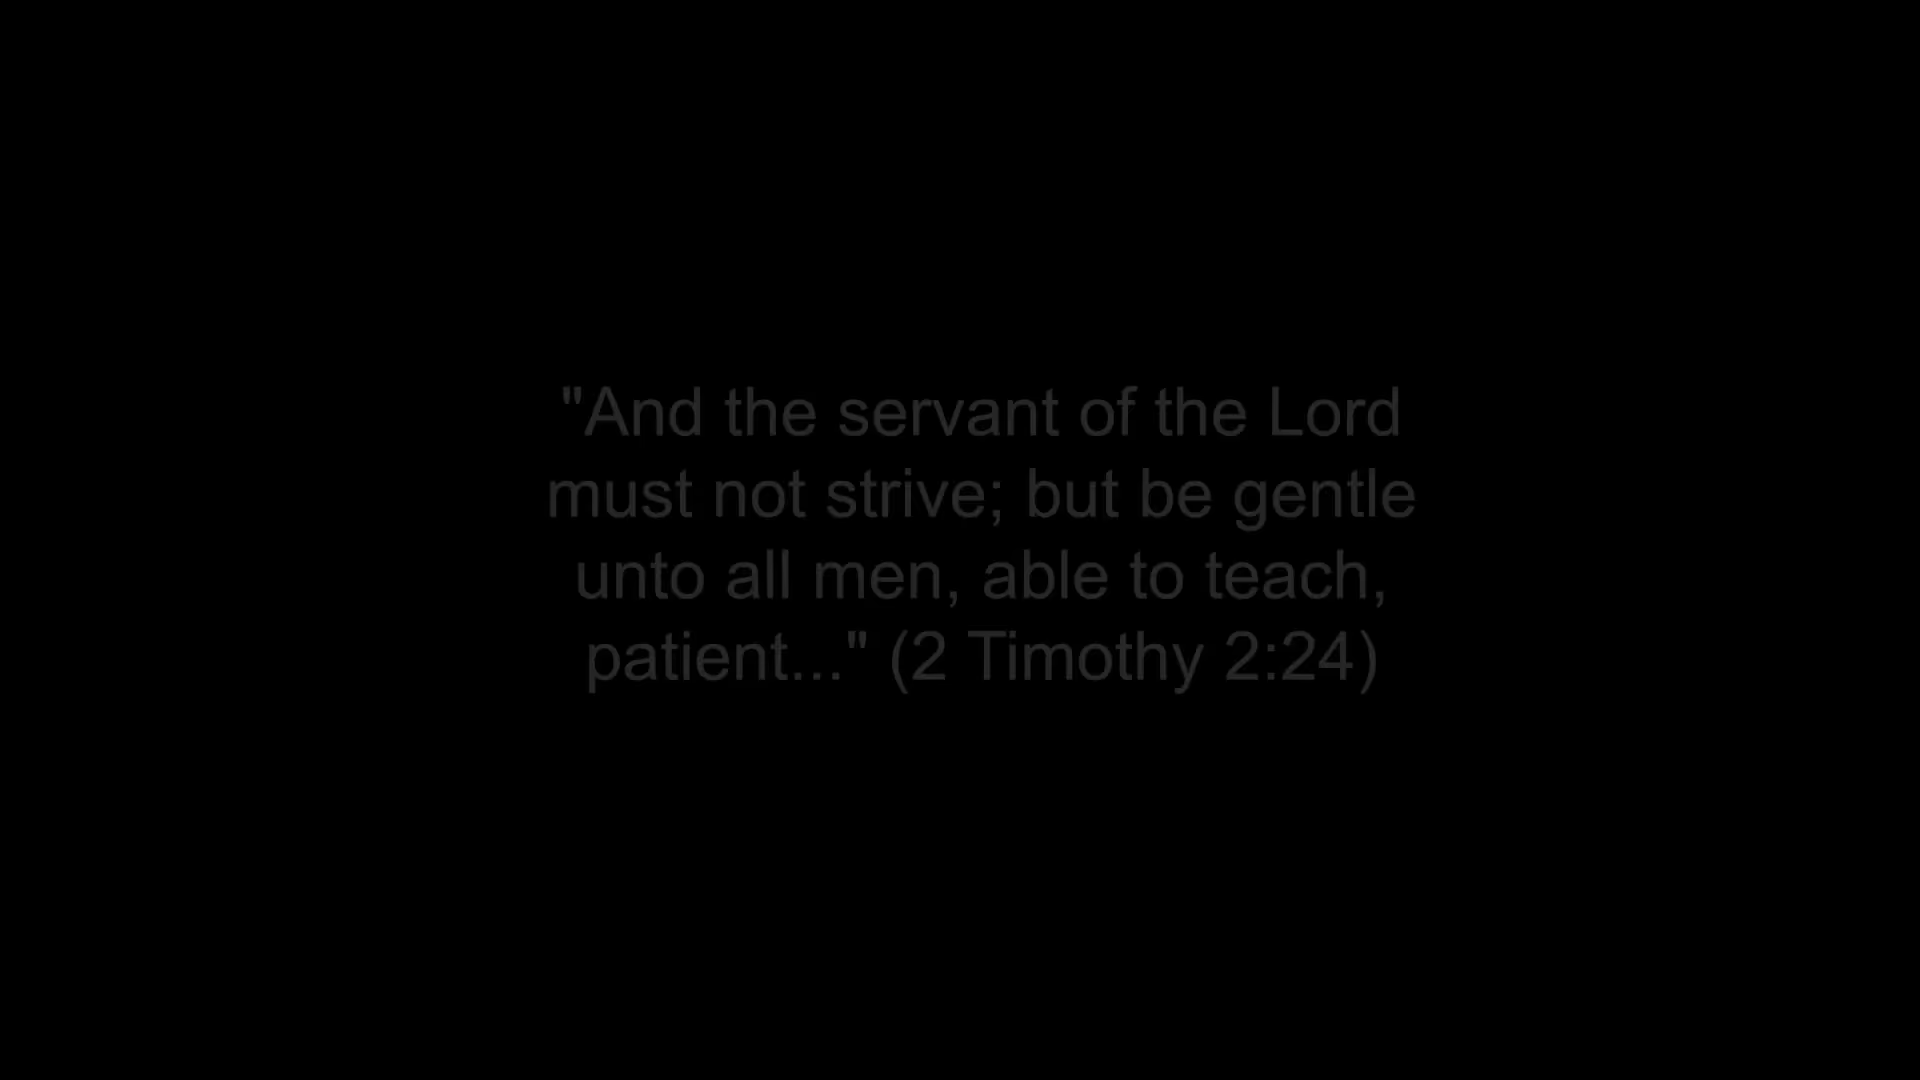 "And the servant of the Lord
must not strive; but be gentle
unto all men, able to teach,
patient..." (2 Timothy 2:24)